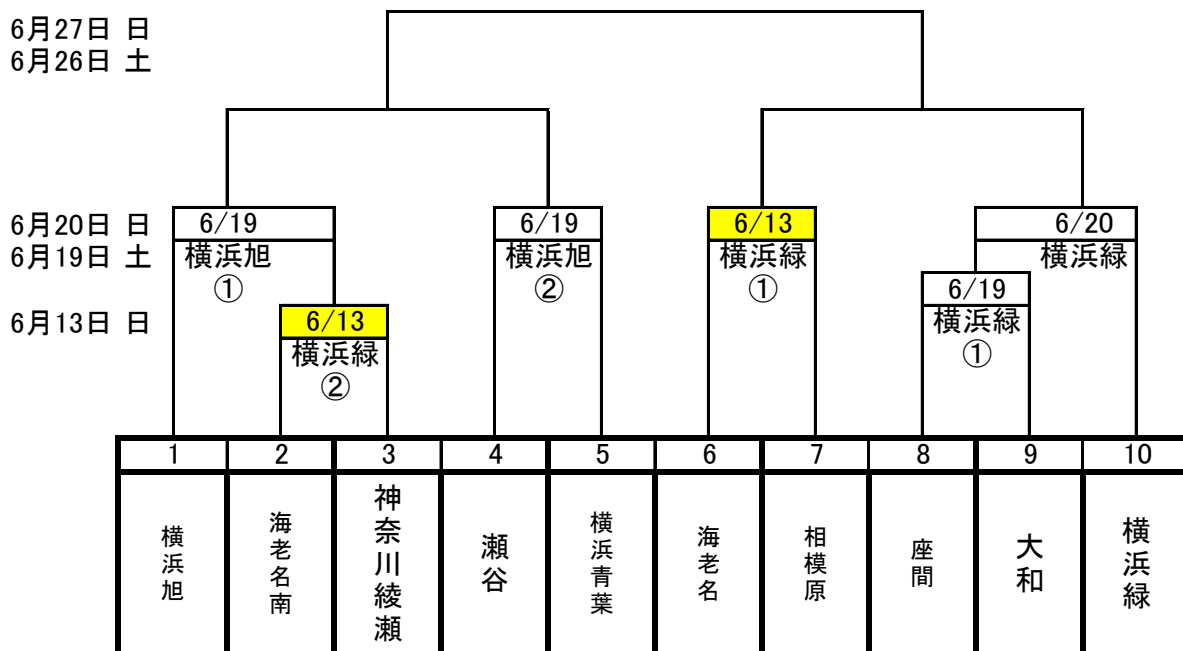 6月27日 日
6月26日 土
6月20日 日
6/19
6/19
6/13
6/20
6月19日 土
横浜旭
①
横浜旭
②
横浜緑
①
横浜緑
6/19
横浜緑
①
6月13日 日
6/13
横浜緑
②
1 2 3 4 5 6 7 8 9 10
横浜旭
海老名南
神奈川綾瀬
瀬谷
横浜青葉
海老名
相模原
座間
大和
横浜緑